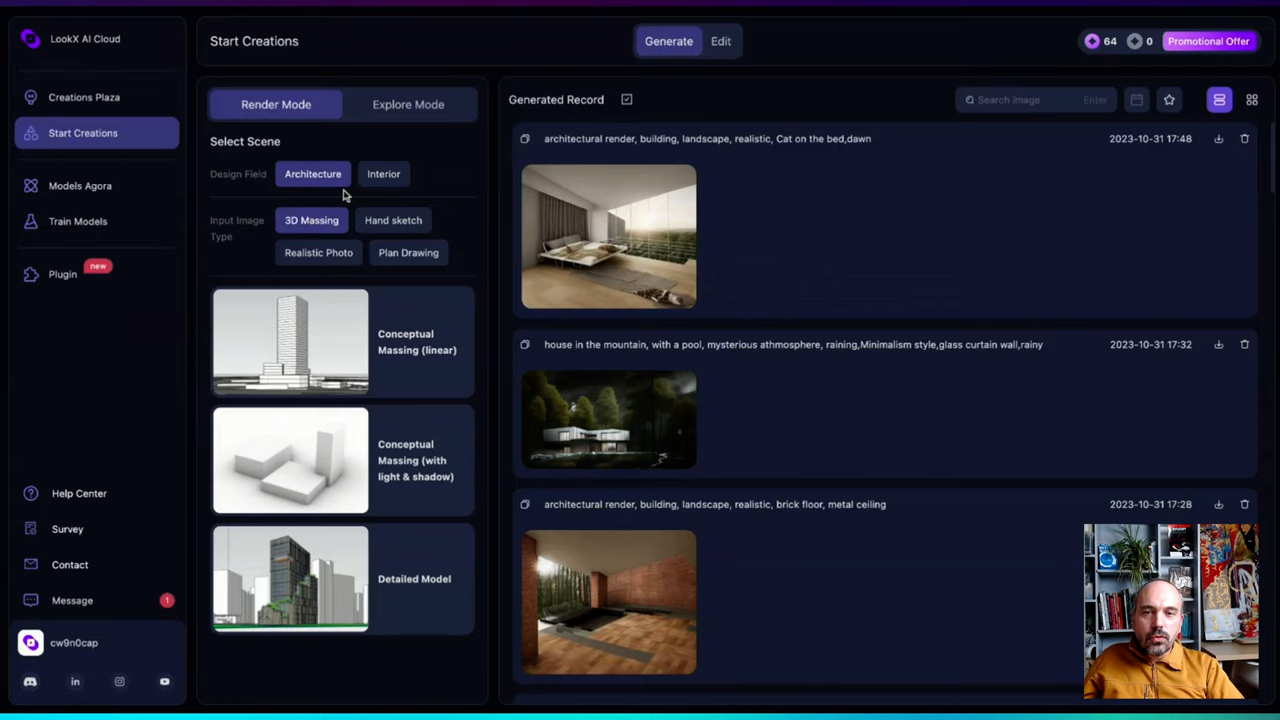 LookX AI Cloud
Start Creations
Generate
Edit
64
0
Promotional Offer
Creations Plaza
Start Creations
Models Agora
Train Models
Plugin
new
Help Center
Survey
Contact
Message
1
cw9n0cap
Render Mode
Explore Mode
Select Scene
Design Field
Architecture
Interior
Input Image
Type
3D Massing
Hand sketch
Realistic Photo
Plan Drawing
Conceptual
Massing (linear)
Conceptual
Massing (with
light & shadow)
Detailed Model
Generated Record
Search image
Enter
architectural render, building, landscape, realistic, Cat on the bed,dawn
2023-10-31 17:48
house in the mountain, with a pool, mysterious athmosphere, raining,Minimalism style,glass curtain wall,rainy
2023-10-31 17:32
architectural render, building, landscape, realistic, brick floor, metal ceiling
2023-10-31 17:28